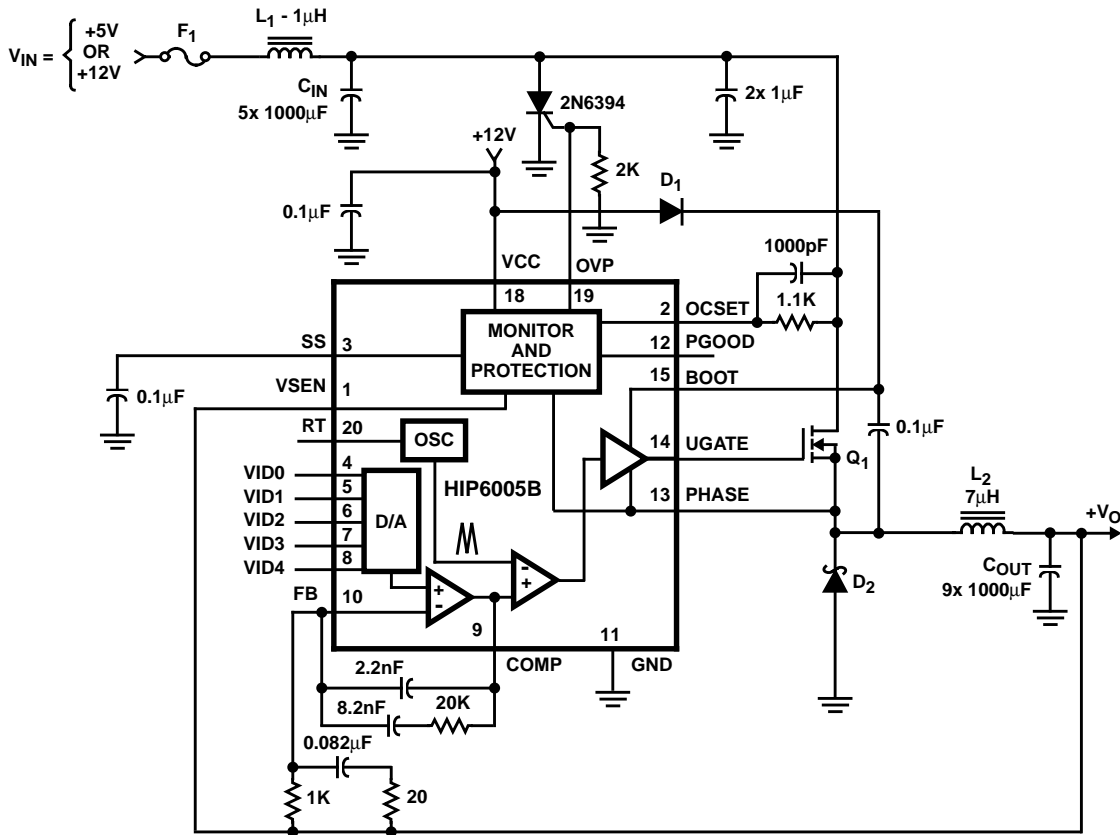 V_IN =
+5V
OR
+12V
F₁
L₁ - 1μH
C_IN
5x 1000μF
2N6394
2x 1μF
+12V
2K
D₁
0.1μF
1000pF
VCC
OVP
18
19
1.1K
2
OCSET
MONITOR
AND
PROTECTION
SS
3
12
PGOOD
15
BOOT
VSEN
1
0.1μF
0.1μF
RT
20
OSC
14
UGATE
Q₁
VID0
4
HIP6005B
VID1
5
13
PHASE
L₂
7μH
+V_O
VID2
6
D/A
VID3
7
VID4
8
C_OUT
9x 1000μF
D₂
+
-
-
+
FB
10
9
11
COMP
GND
2.2nF
8.2nF
20K
0.082μF
1K
20